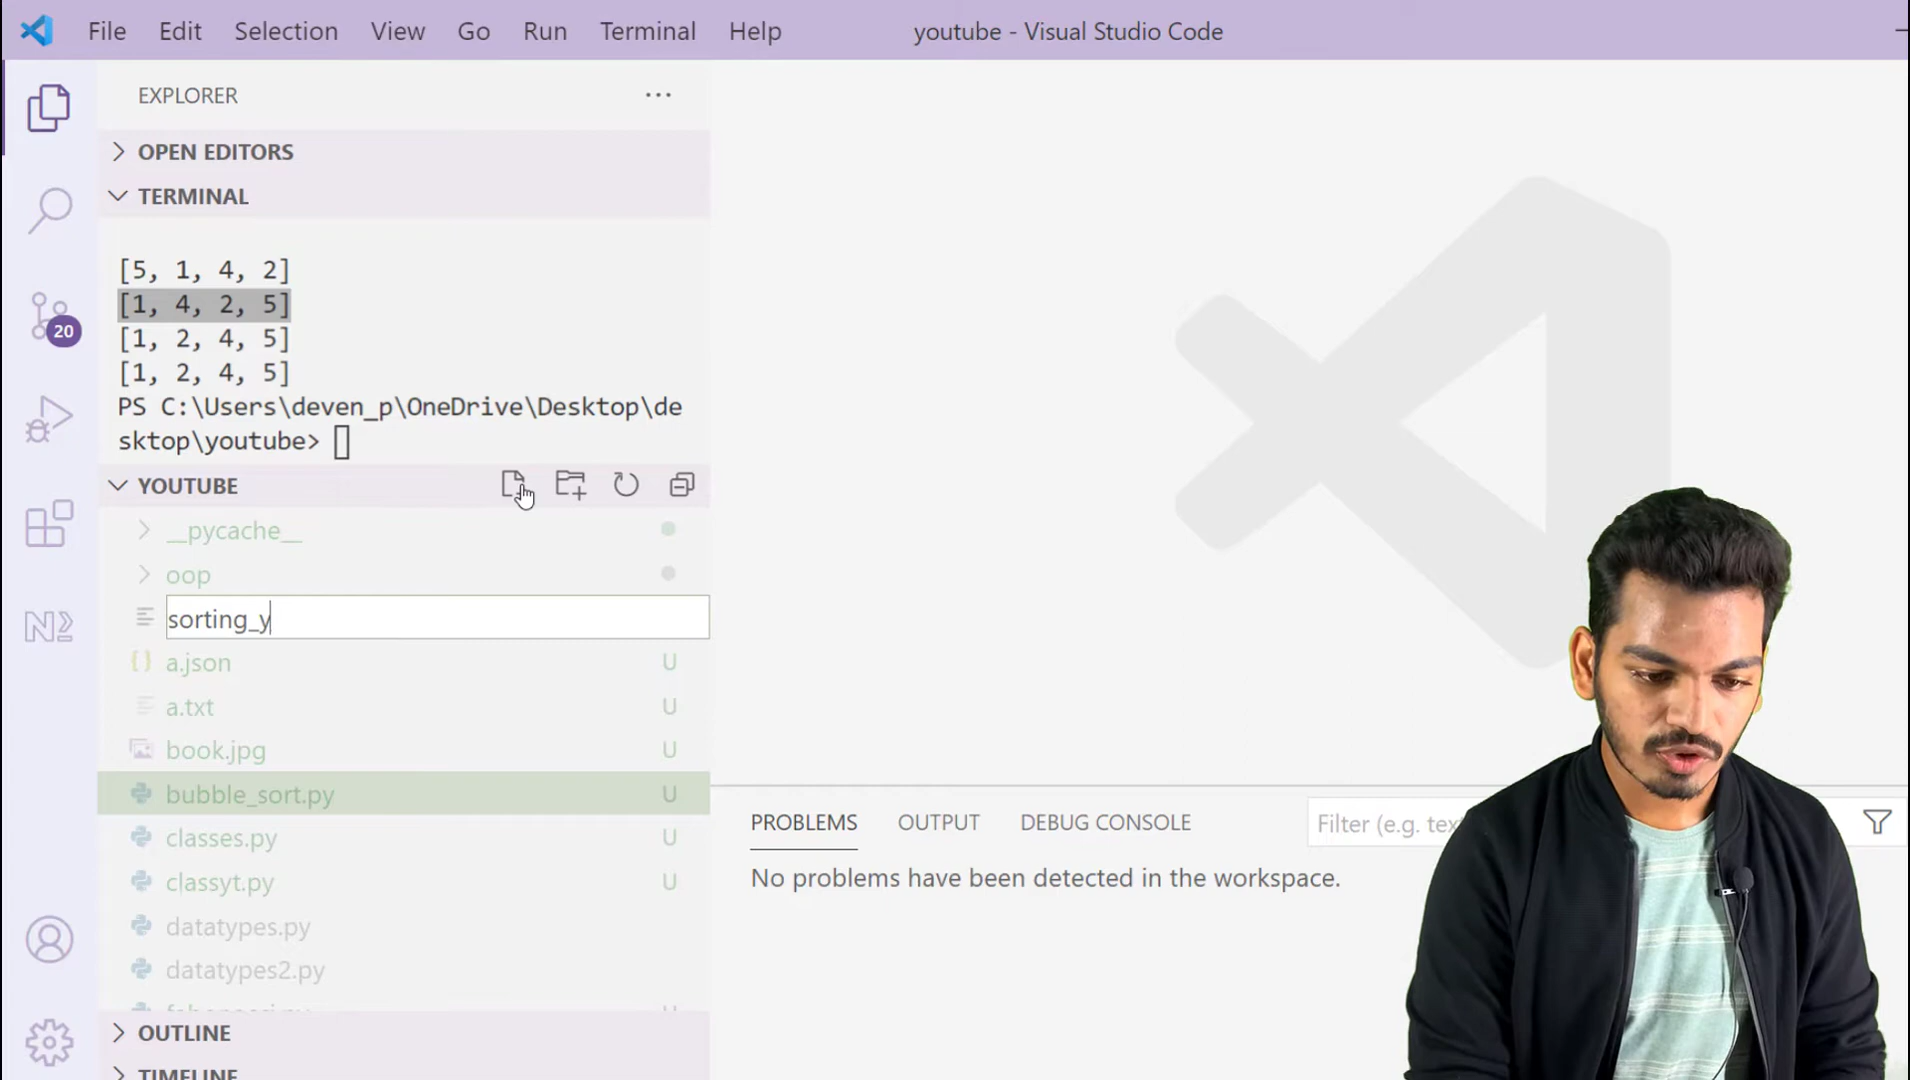 File Edit Selection View Go Run Terminal Help youtube - Visual Studio Code
EXPLORER
OPEN EDITORS
TERMINAL
[5, 1, 4, 2]
[1, 4, 2, 5]
[1, 2, 4, 5]
[1, 2, 4, 5]
PS C:\Users\deven_p\OneDrive\Desktop\de
sktop\youtube>
20
YOUTUBE
__pycache__
oop
sorting_y
a.json U
a.txt U
book.jpg U
bubble_sort.py U
classes.py U
classyt.py U
datatypes.py
datatypes2.py
OUTLINE
TIMELINE
PROBLEMS OUTPUT DEBUG CONSOLE
Filter (e.g.
No problems have been detected in the workspace.